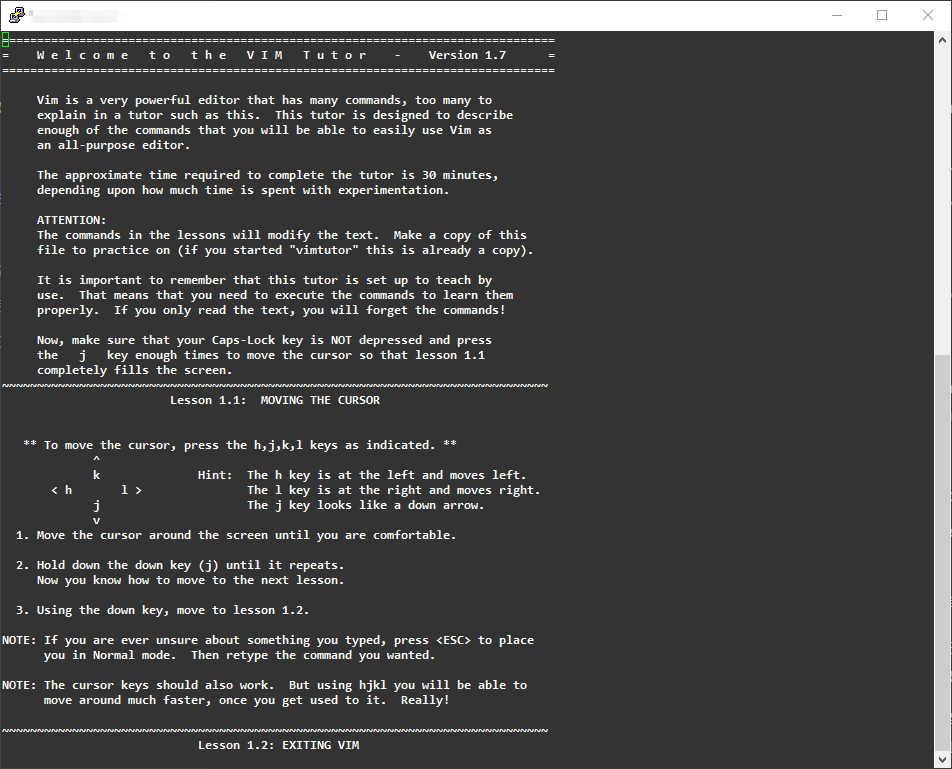 ===============================================================================
=    W e l c o m e   t o   t h e   V I M   T u t o r    -    Version 1.7      =
===============================================================================

     Vim is a very powerful editor that has many commands, too many to
     explain in a tutor such as this.  This tutor is designed to describe
     enough of the commands that you will be able to easily use Vim as
     an all-purpose editor.

     The approximate time required to complete the tutor is 30 minutes,
     depending upon how much time is spent with experimentation.

     ATTENTION:
     The commands in the lessons will modify the text.  Make a copy of this
     file to practice on (if you started "vimtutor" this is already a copy).

     It is important to remember that this tutor is set up to teach by
     use.  That means that you need to execute the commands to learn them
     properly.  If you only read the text, you will forget the commands!

     Now, make sure that your Caps-Lock key is NOT depressed and press
     the   j   key enough times to move the cursor so that lesson 1.1
     completely fills the screen.
~~~~~~~~~~~~~~~~~~~~~~~~~~~~~~~~~~~~~~~~~~~~~~~~~~~~~~~~~~~~~~~~~~~~~~~~~~~~~~
                        Lesson 1.1:  MOVING THE CURSOR


   ** To move the cursor, press the h,j,k,l keys as indicated. **
             ^
             k              Hint:  The h key is at the left and moves left.
       < h       l >               The l key is at the right and moves right.
             j                     The j key looks like a down arrow.
             v
  1. Move the cursor around the screen until you are comfortable.

  2. Hold down the down key (j) until it repeats.
     Now you know how to move to the next lesson.

  3. Using the down key, move to lesson 1.2.

NOTE: If you are ever unsure about something you typed, press <ESC> to place
      you in Normal mode.  Then retype the command you wanted.

NOTE: The cursor keys should also work.  But using hjkl you will be able to
      move around much faster, once you get used to it.  Really!

~~~~~~~~~~~~~~~~~~~~~~~~~~~~~~~~~~~~~~~~~~~~~~~~~~~~~~~~~~~~~~~~~~~~~~~~~~~~~~
                            Lesson 1.2: EXITING VIM